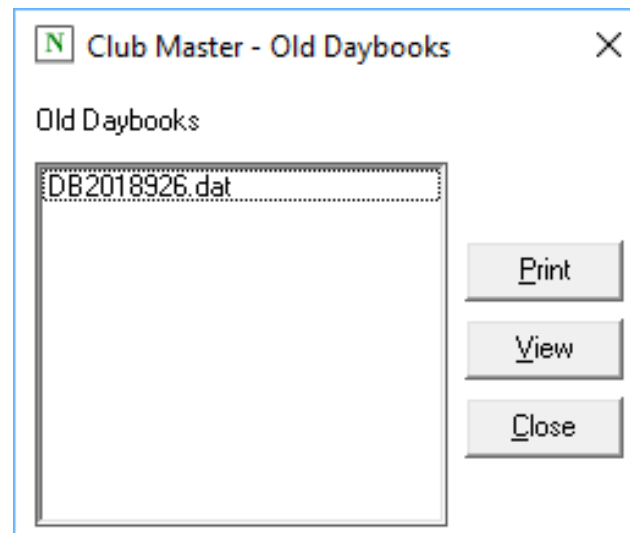 N Club Master - Old Daybooks
Old Daybooks
DB2018926.dat
Print
View
Close